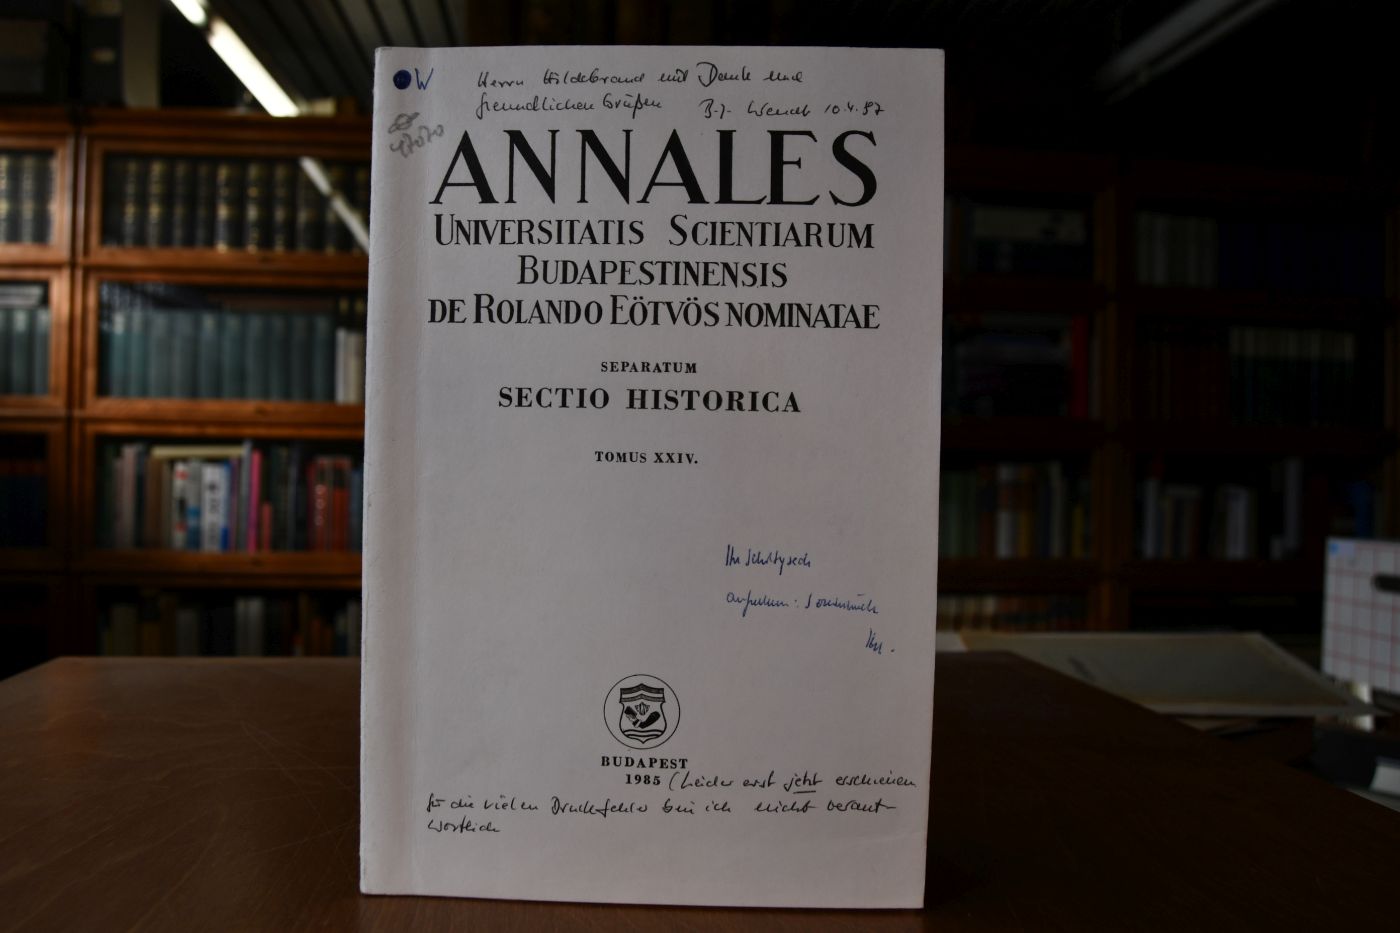 W
Herrn Hildebrand mit Dank und
freundlichen Grüßen B.-J. Wendt 10.4.87
47070
ANNALES
UNIVERSITATIS SCIENTIARUM
BUDAPESTINENSIS
DE ROLANDO EÖTVÖS NOMINATAE
SEPARATUM
SECTIO HISTORICA
TOMUS XXIV.
BUDAPEST
1985 (Leider erst jetzt erschienen
für die vielen Druckfehler bin ich nicht verant-
wortlich